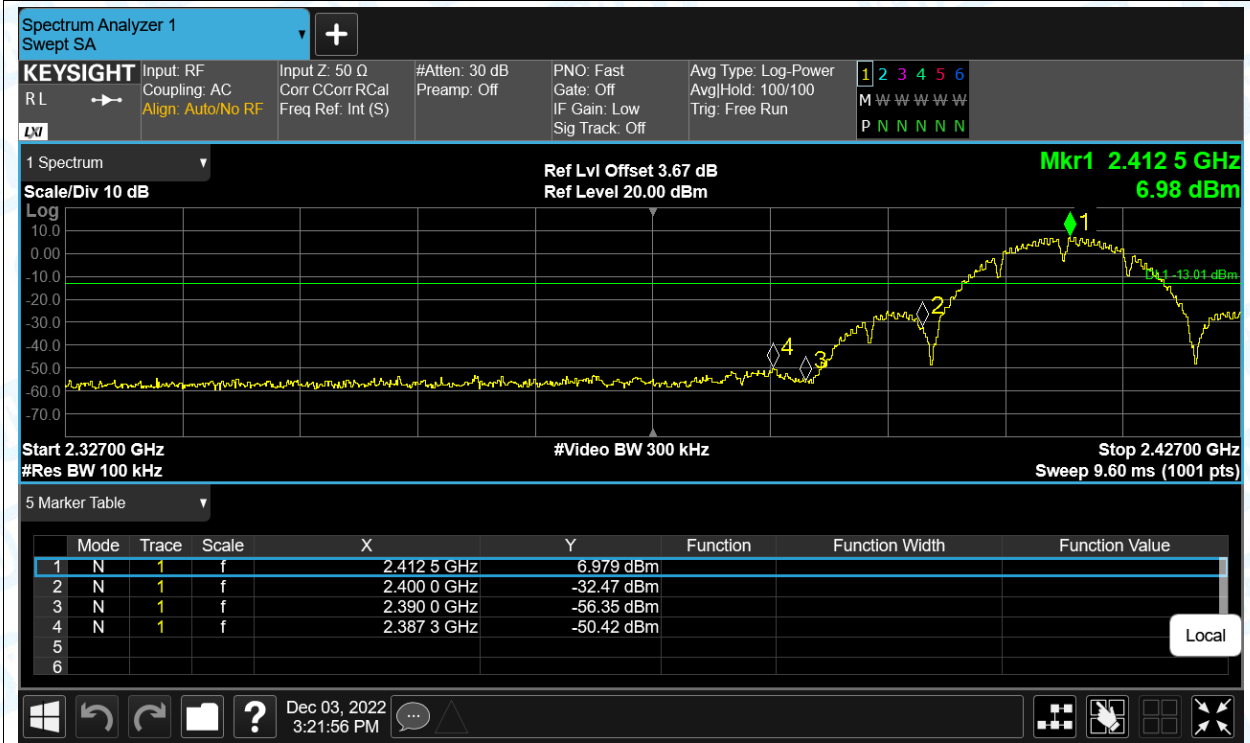 Spectrum Analyzer 1
Swept SA
+
KEYSIGHT
R L
LXI
Input: RF
Coupling: AC
Align: Auto/No RF
Input Z: 50 Ω
Corr CCorr RCal
Freq Ref: Int (S)
#Atten: 30 dB
Preamp: Off
PNO: Fast
Gate: Off
IF Gain: Low
Sig Track: Off
Avg Type: Log-Power
Avg|Hold: 100/100
Trig: Free Run
1 2 3 4 5 6
M W W W W W
P N N N N N
1 Spectrum
Scale/Div 10 dB
Ref Lvl Offset 3.67 dB
Ref Level 20.00 dBm
Mkr1 2.412 5 GHz
6.98 dBm
Log
10.0
0.00
-10.0
-20.0
-30.0
-40.0
-50.0
-60.0
-70.0
1
DL1 -13.01 dBm
2
4
3
Start 2.32700 GHz
#Res BW 100 kHz
#Video BW 300 kHz
Stop 2.42700 GHz
Sweep 9.60 ms (1001 pts)
5 Marker Table
Mode Trace Scale X Y Function Function Width Function Value
1 N 1 f 2.412 5 GHz 6.979 dBm
2 N 1 f 2.400 0 GHz -32.47 dBm
3 N 1 f 2.390 0 GHz -56.35 dBm
4 N 1 f 2.387 3 GHz -50.42 dBm
5
6
Local
?
Dec 03, 2022
3:21:56 PM